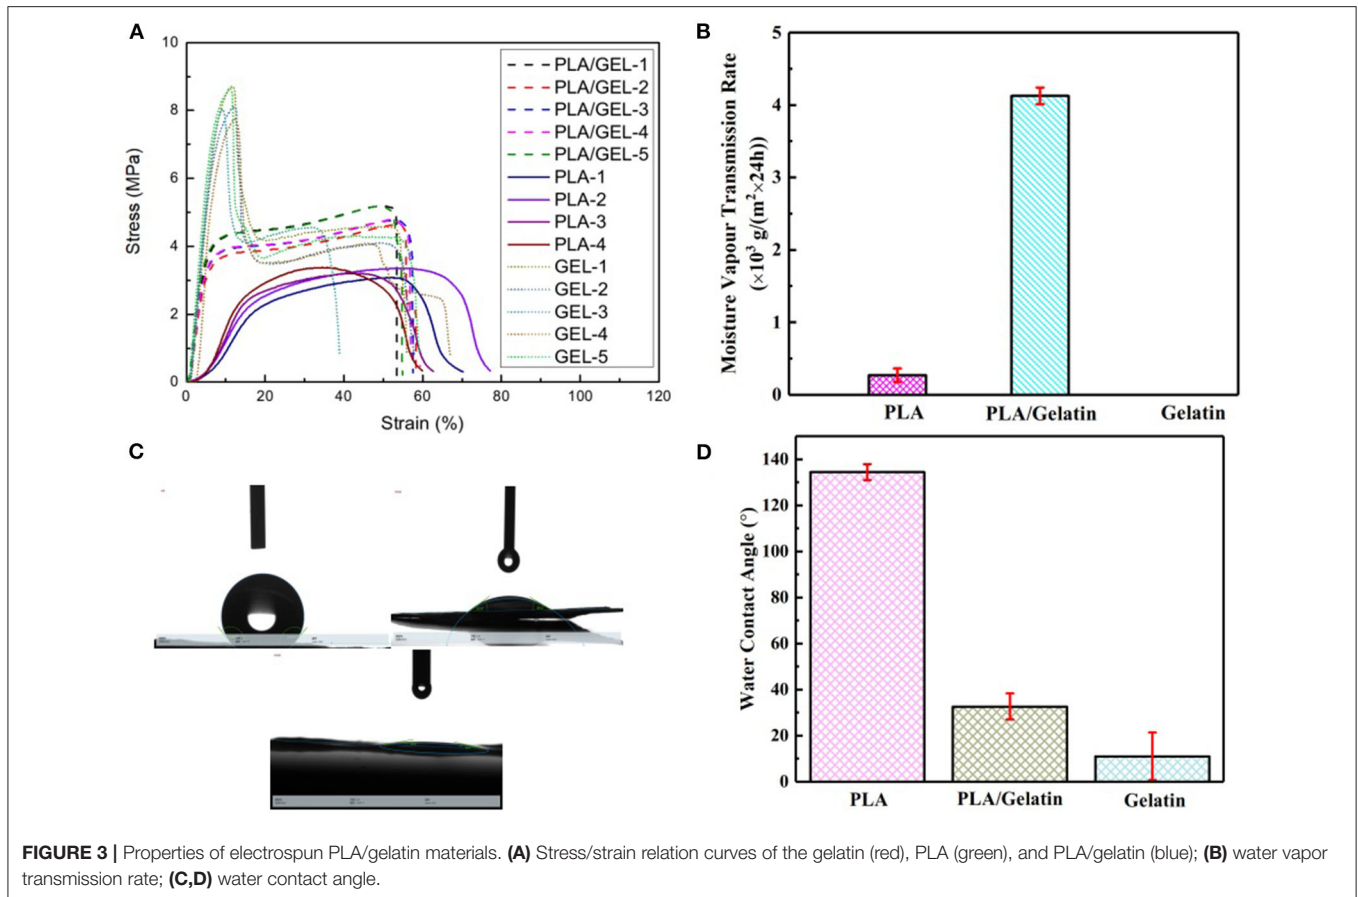 A
10
8
6
4
2
0
Stress (MPa)
0 20 40 60 80 100 120
Strain (%)
PLA/GEL-1
PLA/GEL-2
PLA/GEL-3
PLA/GEL-4
PLA/GEL-5
PLA-1
PLA-2
PLA-3
PLA-4
GEL-1
GEL-2
GEL-3
GEL-4
GEL-5
B
5
4
3
2
1
0
Moisture Vapour Transmission Rate
(×10³ g/(m²×24h))
PLA PLA/Gelatin Gelatin
C
D
140
120
100
80
60
40
20
0
Water Contact Angle (°)
PLA PLA/Gelatin Gelatin
FIGURE 3 | Properties of electrospun PLA/gelatin materials. (A) Stress/strain relation curves of the gelatin (red), PLA (green), and PLA/gelatin (blue); (B) water vapor
transmission rate; (C,D) water contact angle.